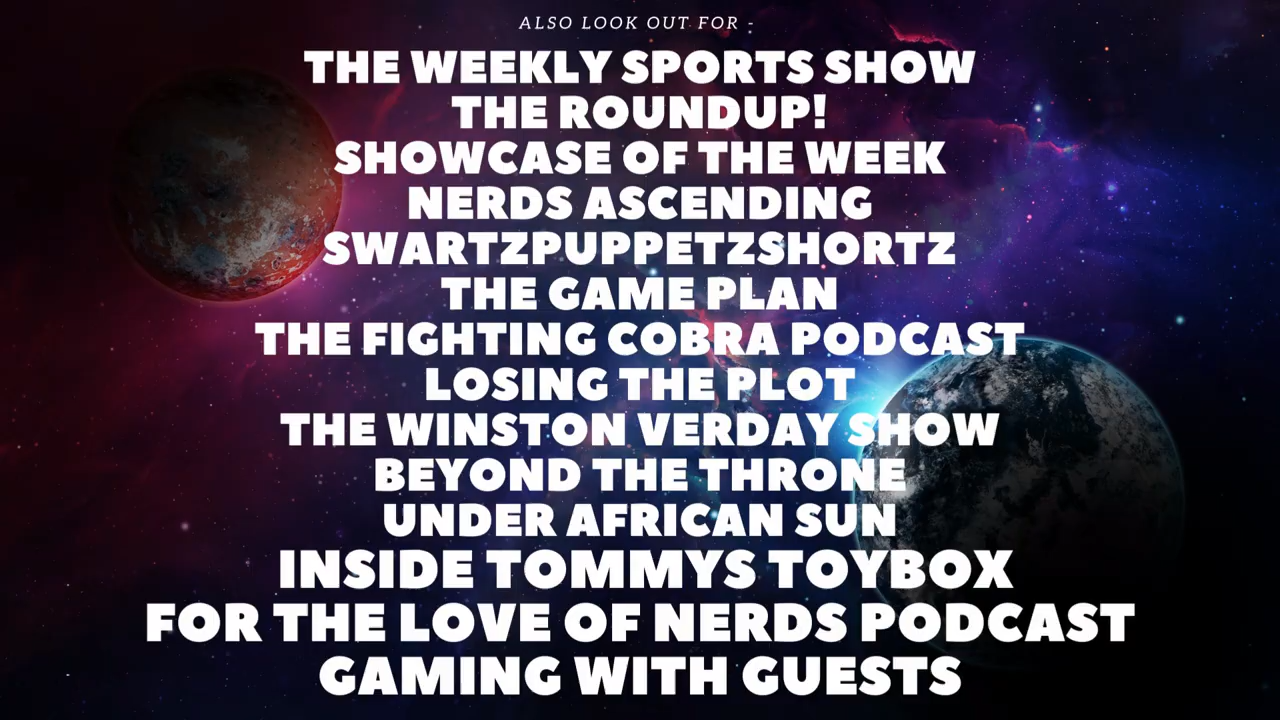 ALSO LOOK OUT FOR -
THE WEEKLY SPORTS SHOW
THE ROUNDUP!
SHOWCASE OF THE WEEK
NERDS ASCENDING
SWARTZPUPPETZSHORTZ
THE GAME PLAN
THE FIGHTING COBRA PODCAST
LOSING THE PLOT
THE WINSTON VERDAY SHOW
BEYOND THE THRONE
UNDER AFRICAN SUN
INSIDE TOMMYS TOYBOX
FOR THE LOVE OF NERDS PODCAST
GAMING WITH GUESTS